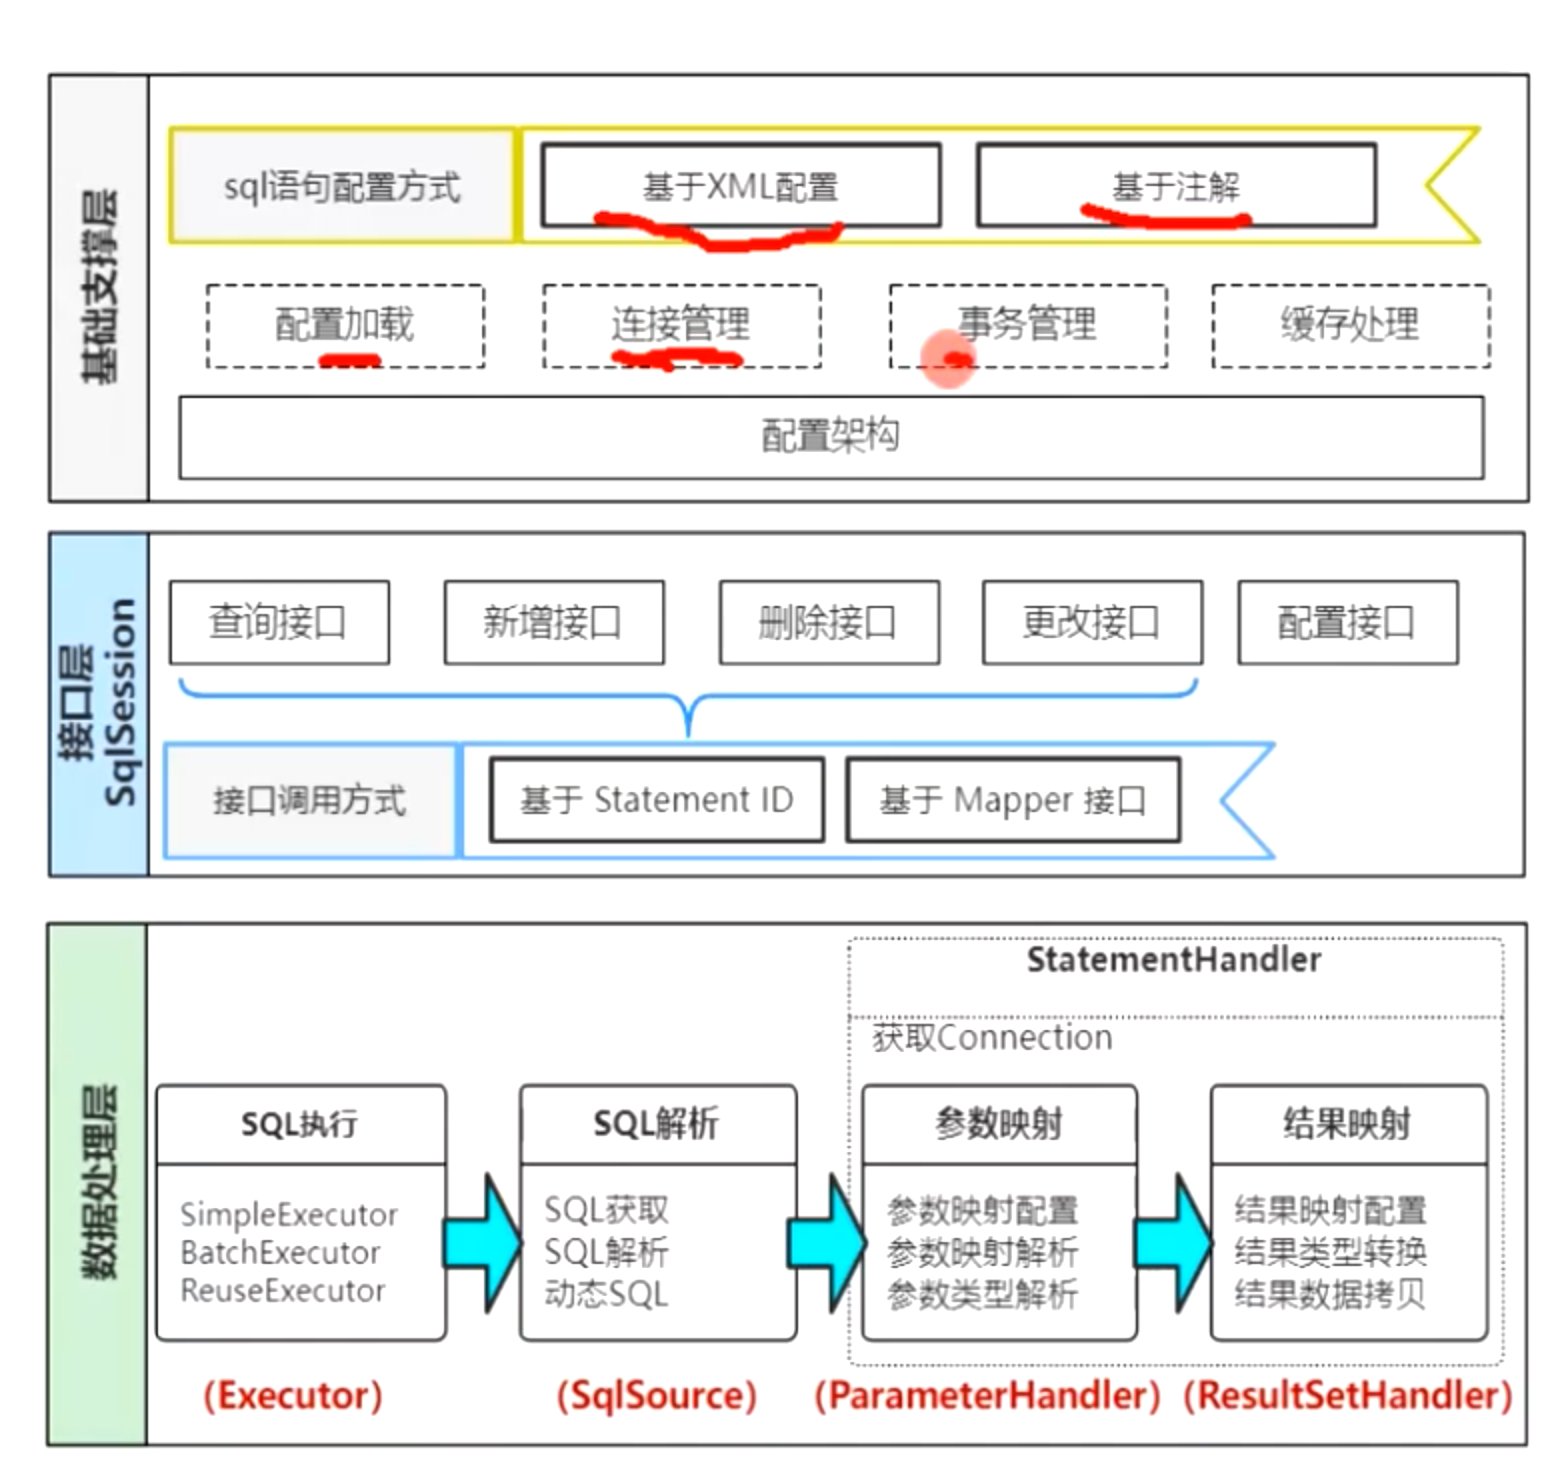 基础支撑层
sql语句配置方式
基于XML配置
基于注解
配置加载
连接管理
事务管理
缓存处理
配置架构
接口层
SqlSession
查询接口
新增接口
删除接口
更改接口
配置接口
接口调用方式
基于 Statement ID
基于 Mapper 接口
数据处理层
StatementHandler
获取Connection
SQL执行
SimpleExecutor
BatchExecutor
ReuseExecutor
(Executor)
SQL解析
SQL获取
SQL解析
动态SQL
(SqlSource)
参数映射
参数映射配置
参数映射解析
参数类型解析
(ParameterHandler)
结果映射
结果映射配置
结果类型转换
结果数据拷贝
(ResultSetHandler)